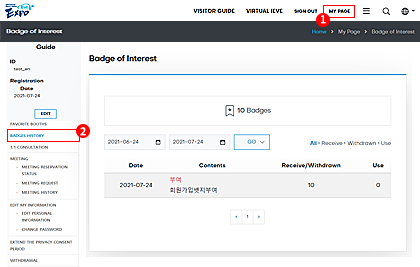 EXPO
VISITOR GUIDE VIRTUAL IEVE SIGN OUT MY PAGE
1
Badge of Interest
Home > My Page > Badge of Interest
Guide
ID
test_en
Registration
Date
2021-07-24
EDIT
FAVORITE BOOTHS
BADGES HISTORY
2
1:1 CONSULTATION
MEETING
- MEETING RESERVATION
STATUS
- MEETING REQUEST
- MEETING HISTORY
EDIT MY INFORMATION
- EDIT PERSONAL
INFORMATION
- CHANGE PASSWORD
EXTEND THE PRIVACY CONSENT
PERIOD
WITHDRAWAL
Badge of Interest
10 Badges
2021-06-24 2021-07-24 GO
All • Receive • Withdrawn • Use
Date Contents Receive/Withdrawn Use
2021-07-24 부여 10 0
회원가입뱃지부여
‹ 1 ›